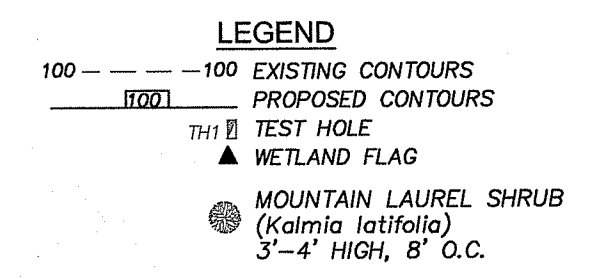 LEGEND
100 — — — —100 EXISTING CONTOURS
100 PROPOSED CONTOURS
TH1 TEST HOLE
WETLAND FLAG
MOUNTAIN LAUREL SHRUB
(Kalmia latifolia)
3'–4' HIGH, 8' O.C.